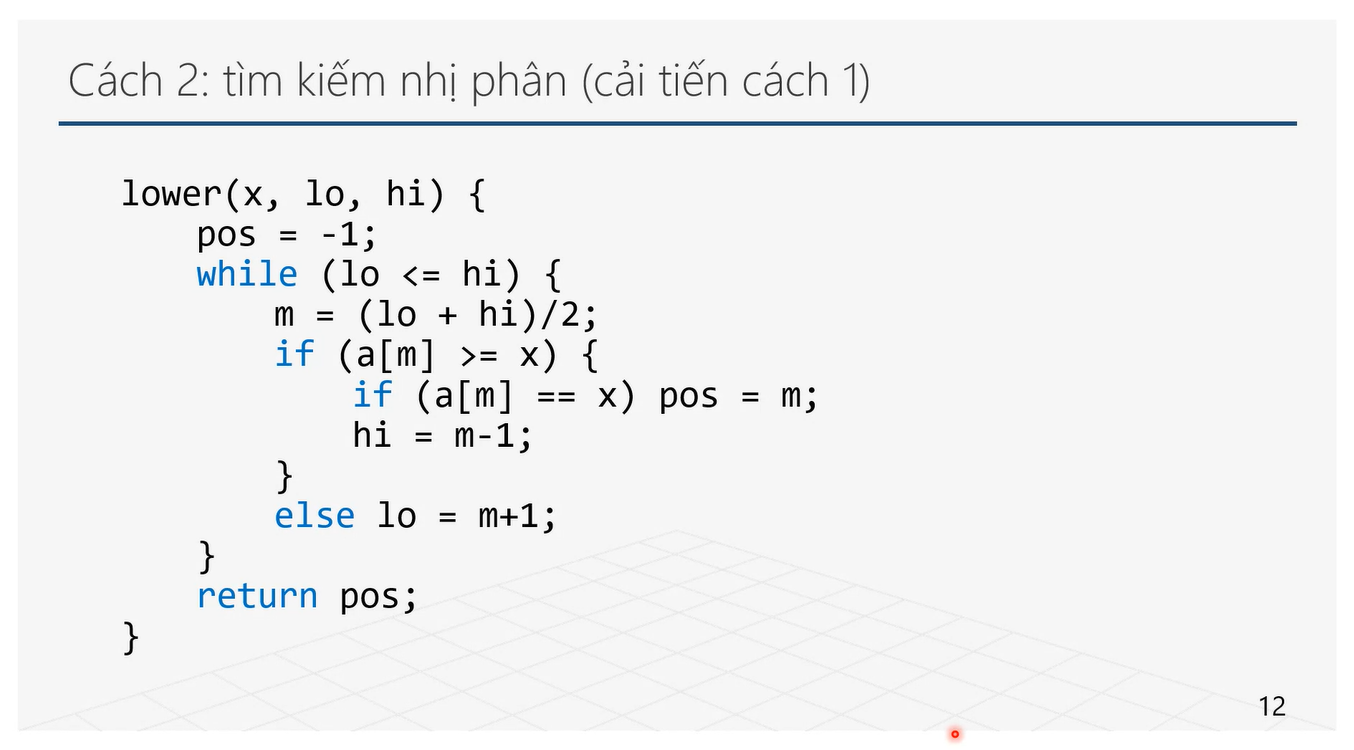 Cách 2: tìm kiếm nhị phân (cải tiến cách 1)
lower(x, lo, hi) {
    pos = -1;
    while (lo <= hi) {
        m = (lo + hi)/2;
        if (a[m] >= x) {
            if (a[m] == x) pos = m;
            hi = m-1;
        }
        else lo = m+1;
    }
    return pos;
}
12